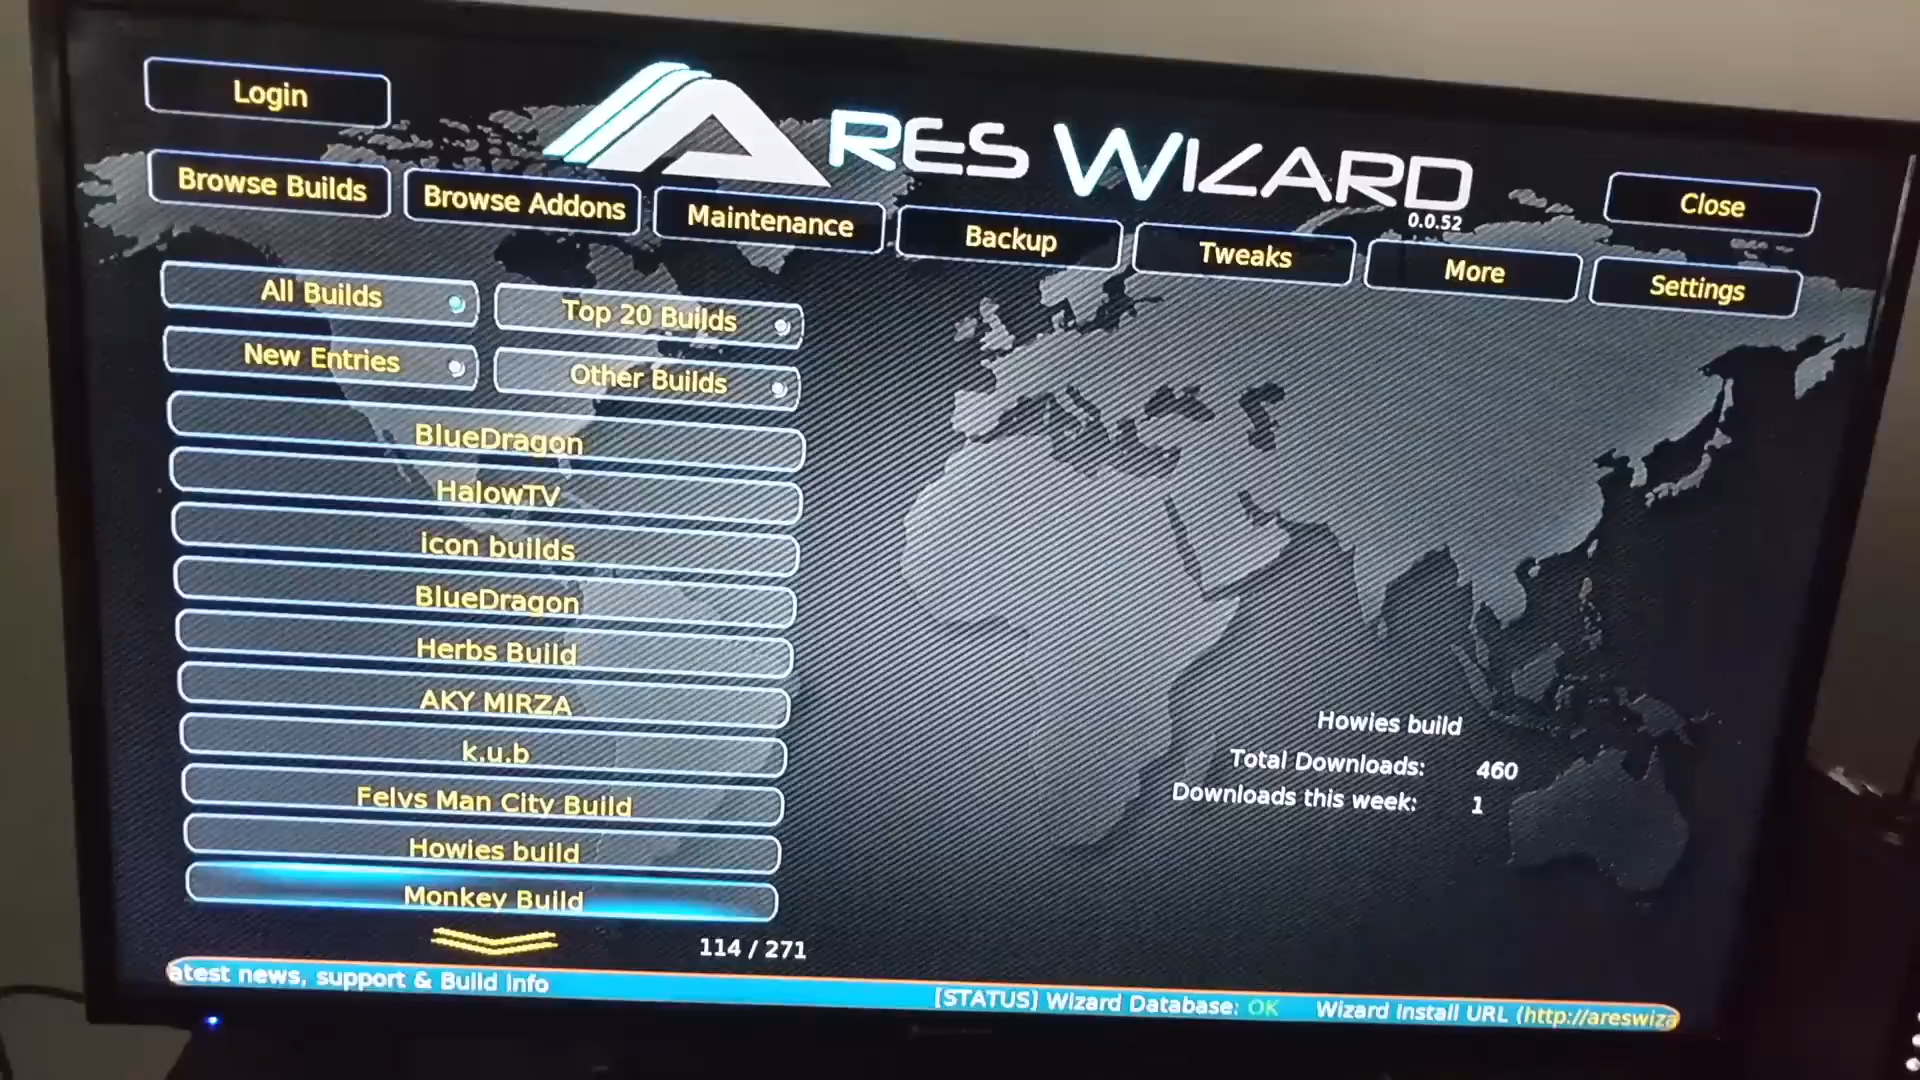 Login
ARES WIZARD
0.0.52
Close
Browse Builds
Browse Addons
Maintenance
Backup
Tweaks
More
Settings
All Builds
Top 20 Builds
New Entries
Other Builds
BlueDragon
HalowTV
icon builds
BlueDragon
Herbs Build
AKY MIRZA
k.u.b
Felys Man City Build
Howies build
Monkey Build
Howies build
Total Downloads: 460
Downloads this week: 1
114 / 271
atest news, support & Build info [STATUS] Wizard Database: OK Wizard Install URL (http://areswiza